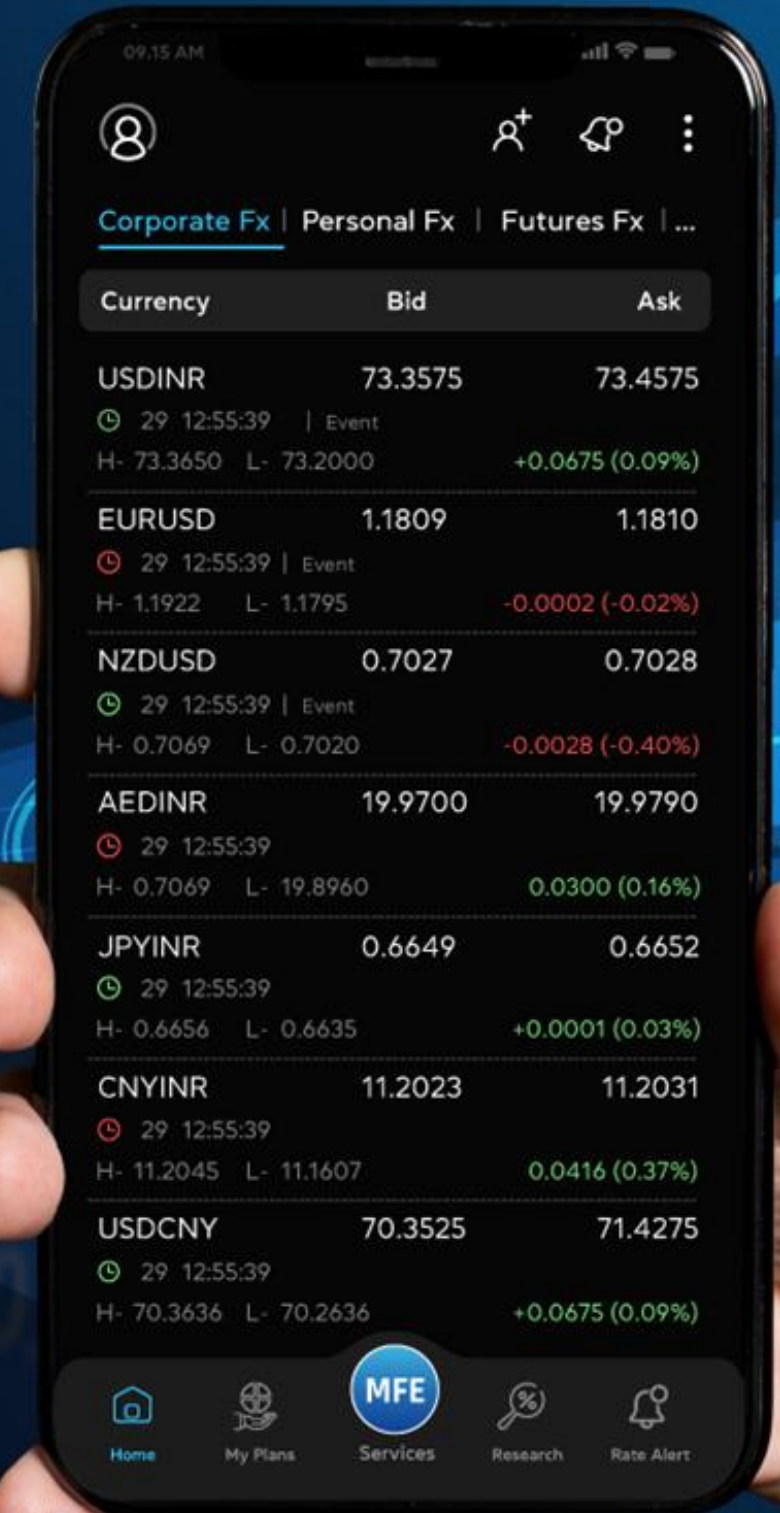 09.15 AM
Corporate Fx | Personal Fx | Futures Fx | ...
Currency Bid Ask
USDINR 73.3575 73.4575
29 12:55:39 | Event
H- 73.3650 L- 73.2000 +0.0675 (0.09%)
EURUSD 1.1809 1.1810
29 12:55:39 | Event
H- 1.1922 L- 1.1795 -0.0002 (-0.02%)
NZDUSD 0.7027 0.7028
29 12:55:39 | Event
H- 0.7069 L- 0.7020 -0.0028 (-0.40%)
AEDINR 19.9700 19.9790
29 12:55:39
H- 0.7069 L- 19.8960 0.0300 (0.16%)
JPYINR 0.6649 0.6652
29 12:55:39
H- 0.6656 L- 0.6635 +0.0001 (0.03%)
CNYINR 11.2023 11.2031
29 12:55:39
H- 11.2045 L- 11.1607 0.0416 (0.37%)
USDCNY 70.3525 71.4275
29 12:55:39
H- 70.3636 L- 70.2636 +0.0675 (0.09%)
MFE
Home My Plans Services Research Rate Alert